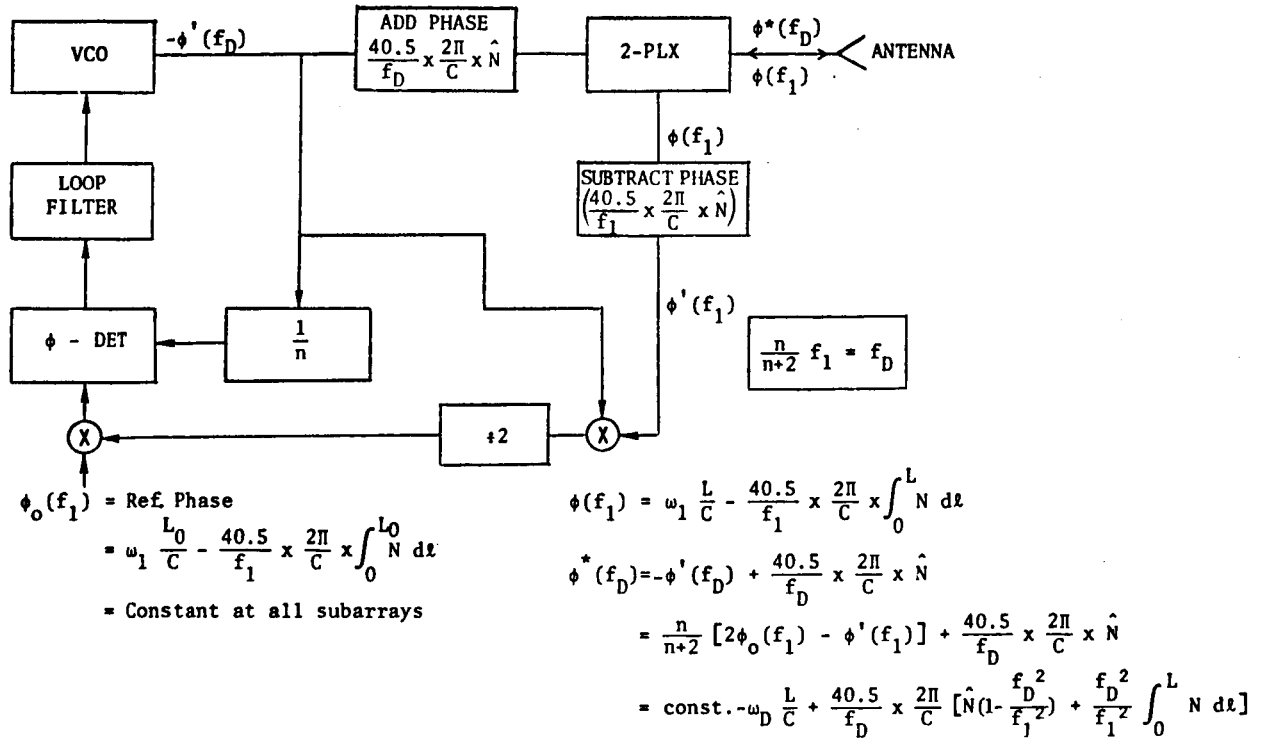 VCO
-ϕ'(f_D)
ADD PHASE
40.5/f_D x 2Π/C x N̂
2-PLX
ϕ*(f_D)
ϕ(f_1)
ANTENNA
ϕ(f_1)
LOOP
FILTER
SUBTRACT PHASE
(40.5/f_1 x 2Π/C x N̂)
ϕ'(f_1)
ϕ - DET
1/n
n/n+2 f_1 = f_D
X
÷2
X
ϕ_o(f_1) = Ref. Phase
= ω_1 L_0/C - 40.5/f_1 x 2Π/C x ∫_0^L_0 N dℓ
= Constant at all subarrays
ϕ(f_1) = ω_1 L/C - 40.5/f_1 x 2Π/C x ∫_0^L N dℓ
ϕ*(f_D)=-ϕ'(f_D) + 40.5/f_D x 2Π/C x N̂
= n/n+2 [2ϕ_o(f_1) - ϕ'(f_1)] + 40.5/f_D x 2Π/C x N̂
= const.-ω_D L/C + 40.5/f_D x 2Π/C [N̂(1-f_D^2/f_1^2) + f_D^2/f_1^2 ∫_0^L N dℓ]